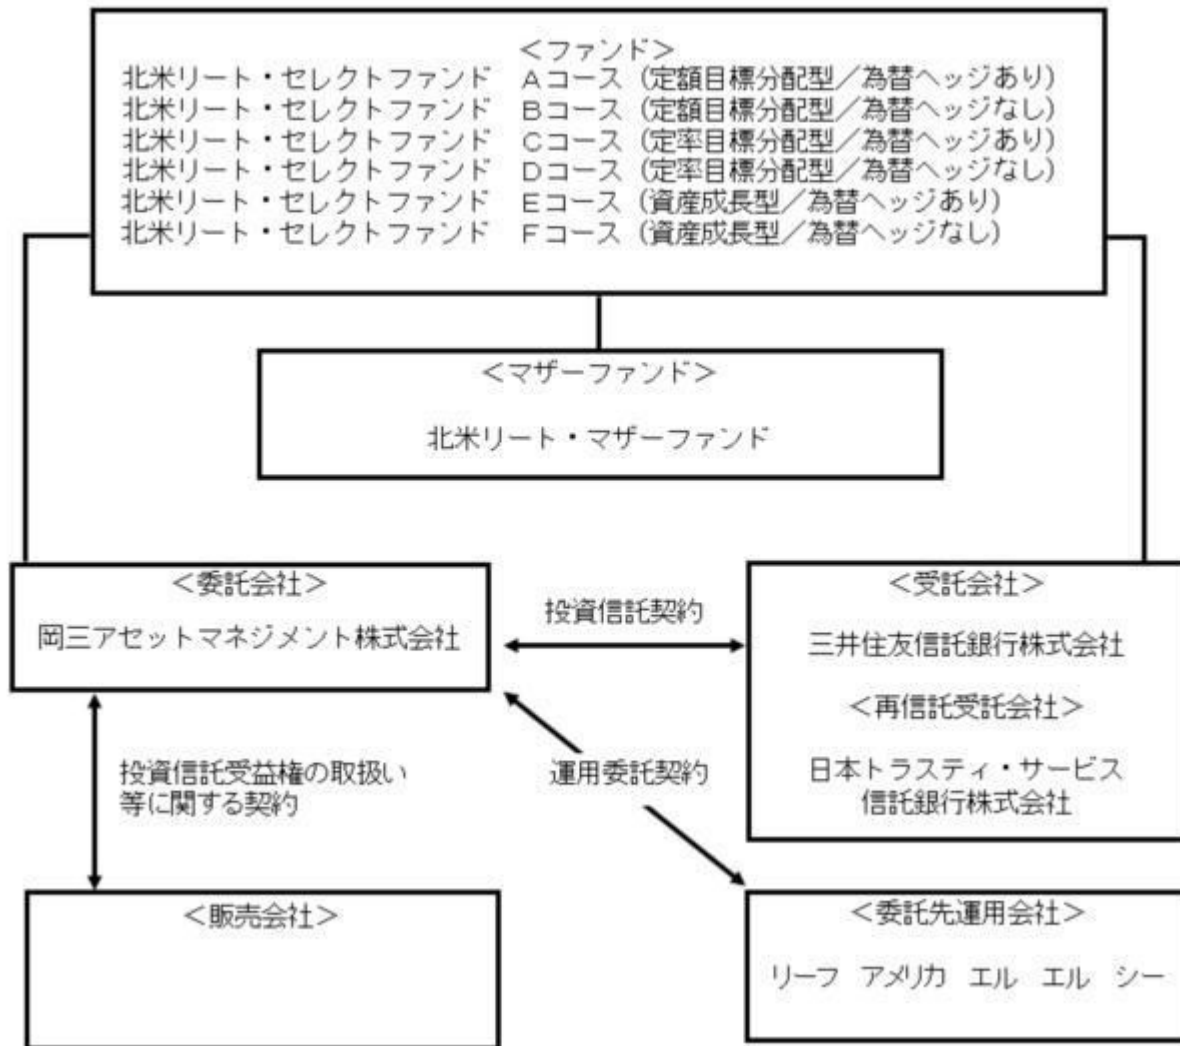 ＜ファンド＞
北米リート・セレクトファンド　Ａコース（定額目標分配型／為替ヘッジあり）
北米リート・セレクトファンド　Ｂコース（定額目標分配型／為替ヘッジなし）
北米リート・セレクトファンド　Ｃコース（定率目標分配型／為替ヘッジあり）
北米リート・セレクトファンド　Ｄコース（定率目標分配型／為替ヘッジなし）
北米リート・セレクトファンド　Ｅコース（資産成長型／為替ヘッジあり）
北米リート・セレクトファンド　Ｆコース（資産成長型／為替ヘッジなし）
＜マザーファンド＞
北米リート・マザーファンド
＜委託会社＞
岡三アセットマネジメント株式会社
投資信託契約
＜受託会社＞
三井住友信託銀行株式会社
＜再信託受託会社＞
日本トラスティ・サービス
信託銀行株式会社
投資信託受益権の取扱い
等に関する契約
運用委託契約
＜販売会社＞
＜委託先運用会社＞
リーフ　アメリカ　エル　エル　シー